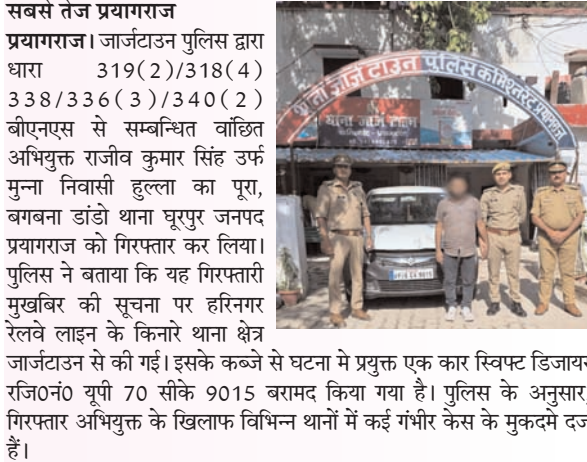 सबसे तेज प्रयागराज
प्रयागराज। जार्जटाउन पुलिस द्वारा
धारा 319(2)/318(4)
338/336(3)/340(2)
बीएनएस से सम्बन्धित वांछित
अभियुक्त राजीव कुमार सिंह उर्फ
मुन्ना निवासी हुल्ला का पूरा,
बगबना डांडो थाना घूरपुर जनपद
प्रयागराज को गिरफ्तार कर लिया।
पुलिस ने बताया कि यह गिरफ्तारी
मुखबिर की सूचना पर हरिनगर
रेलवे लाइन के किनारे थाना क्षेत्र
जार्जटाउन से की गई। इसके कब्जे से घटना मे प्रयुक्त एक कार स्विफ्ट डिजायर
रजि0नं0 यूपी 70 सीके 9015 बरामद किया गया है। पुलिस के अनुसार,
गिरफ्तार अभियुक्त के खिलाफ विभिन्न थानों में कई गंभीर केस के मुकदमे दर्ज
हैं।
थाना जॉर्ज टाउन पुलिस कमिश्नरेट प्रयागराज
थाना जार्ज टाउन